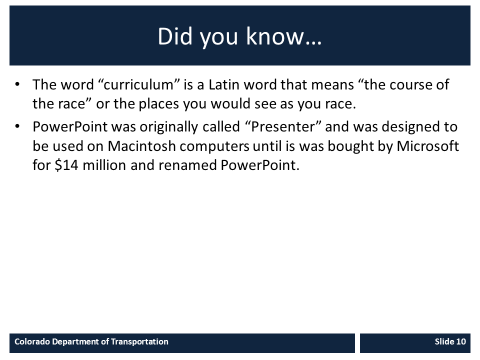 Did you know…
• The word “curriculum” is a Latin word that means “the course of
the race” or the places you would see as you race.
• PowerPoint was originally called “Presenter” and was designed to
be used on Macintosh computers until is was bought by Microsoft
for $14 million and renamed PowerPoint.
Colorado Department of Transportation
Slide 10